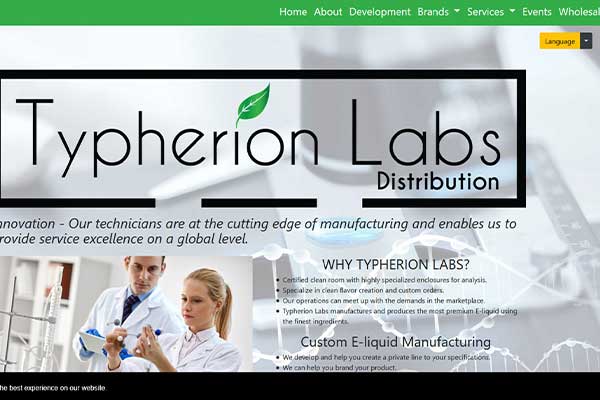 Home About Development Brands Services Events Wholesal
Language
Typherion Labs
Distribution
nnovation - Our technicians are at the cutting edge of manufacturing and enables us to
rovide service excellence on a global level.
WHY TYPHERION LABS?
Certified clean room with highly specialized enclosures for analysis.
Specialize in clean flavor creation and custom orders.
Our operations can meet up with the demands in the marketplace.
Typherion Labs manufactures and produces the most premium E-liquid using
the finest ingredients.
Custom E-liquid Manufacturing
We develop and help you create a private line to your specifications.
We can help you brand your product.
he best experience on our website.